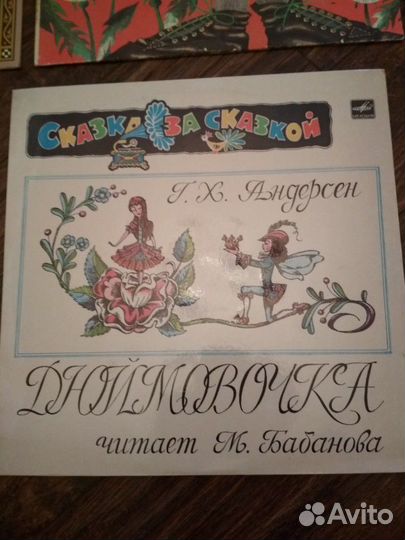 Сказка за сказкой
Г. Х. Андерсен
ДЮЙМОВОЧКА
читает М. Бабанова
Avito